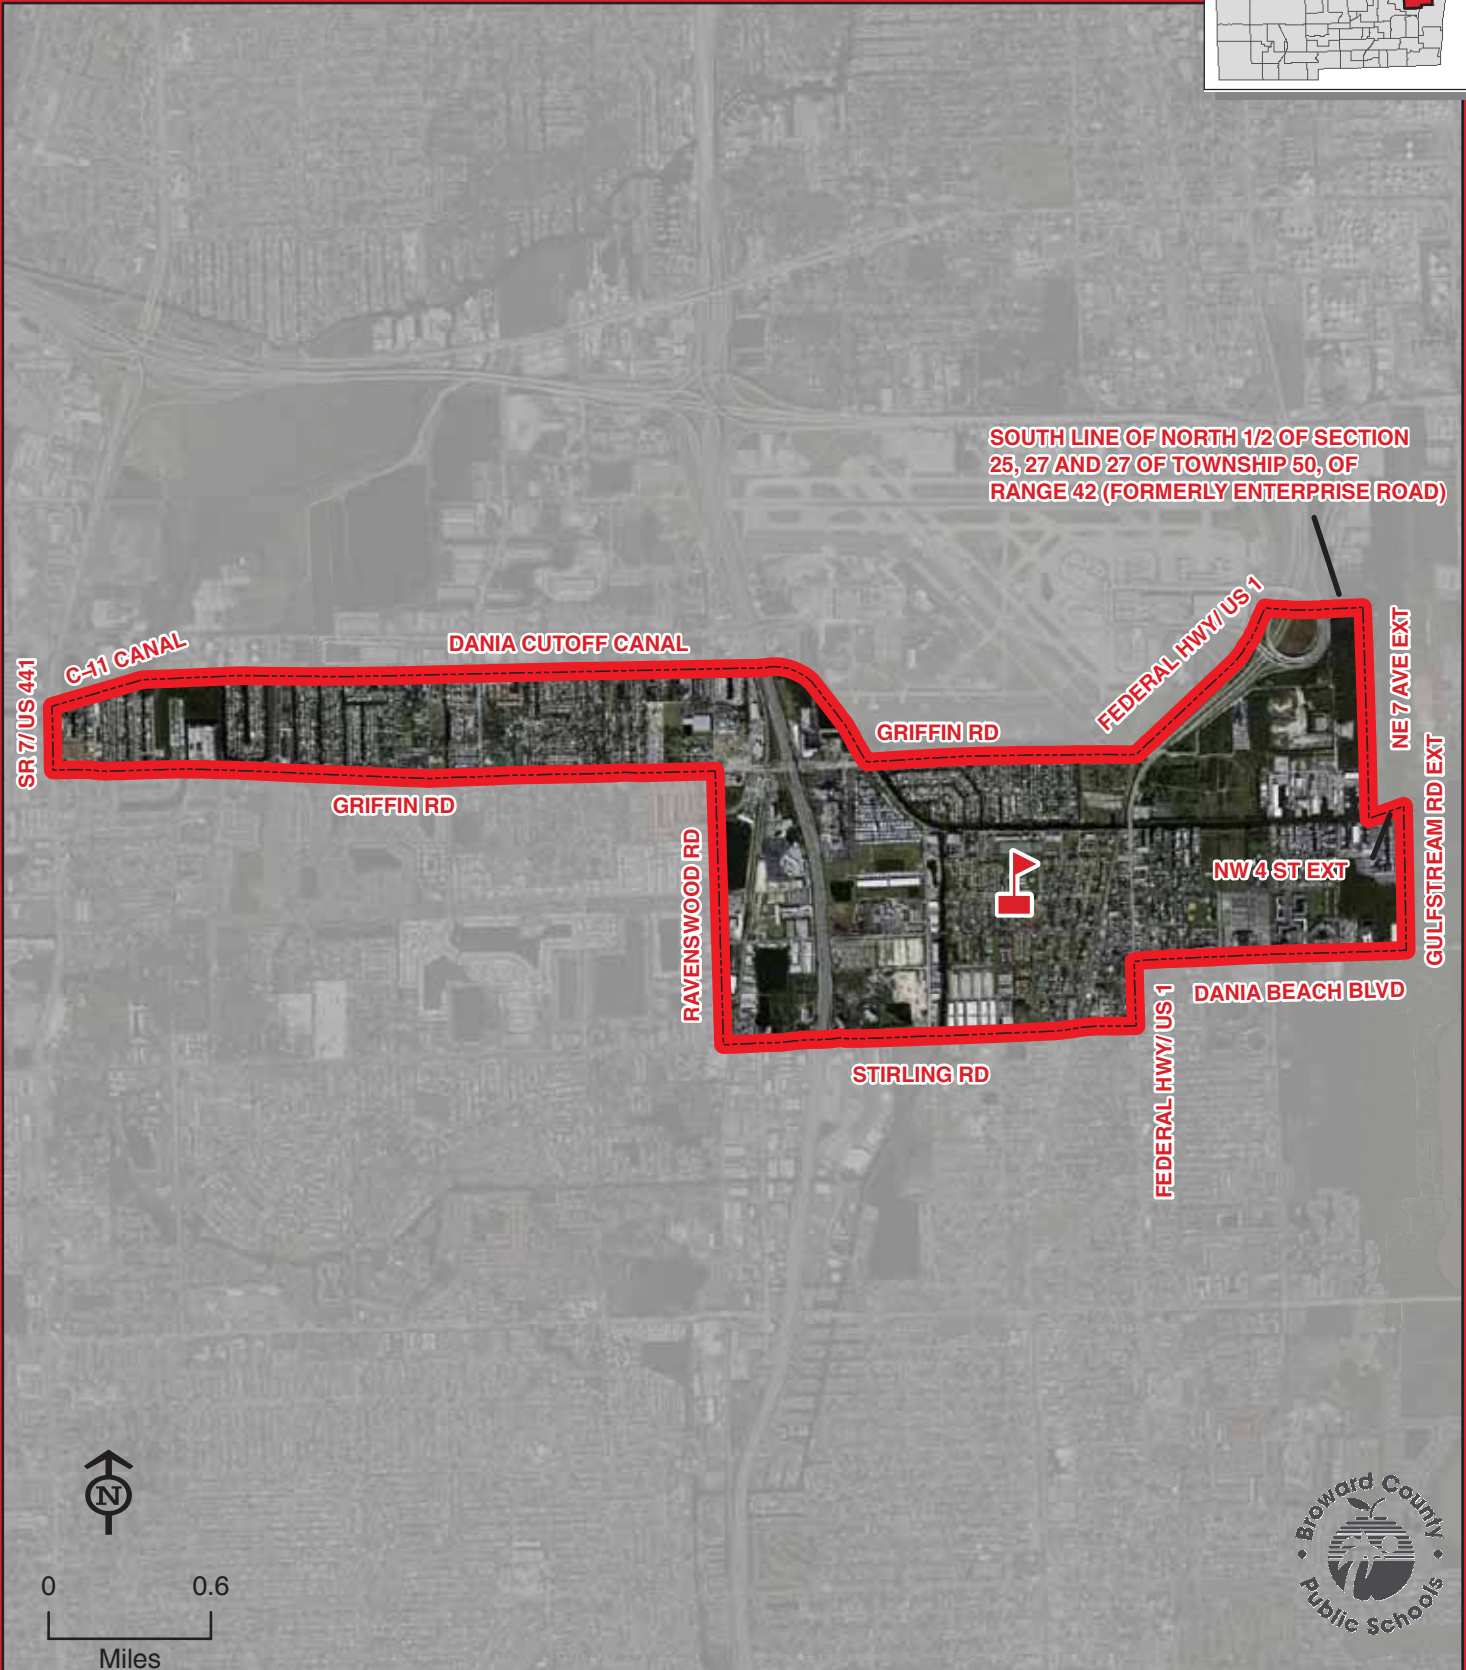 SOUTH LINE OF NORTH 1/2 OF SECTION
25, 27 AND 27 OF TOWNSHIP 50, OF
RANGE 42 (FORMERLY ENTERPRISE ROAD)
FEDERAL HWY/ US 1
NE 7 AVE EXT
C-11 CANAL
DANIA CUTOFF CANAL
SR 7/ US 441
GRIFFIN RD
GULFSTREAM RD EXT
GRIFFIN RD
RAVENSWOOD RD
NW 4 ST EXT
DANIA BEACH BLVD
FEDERAL HWY/ US 1
STIRLING RD
N
Broward County
Public Schools
0 0.6
Miles